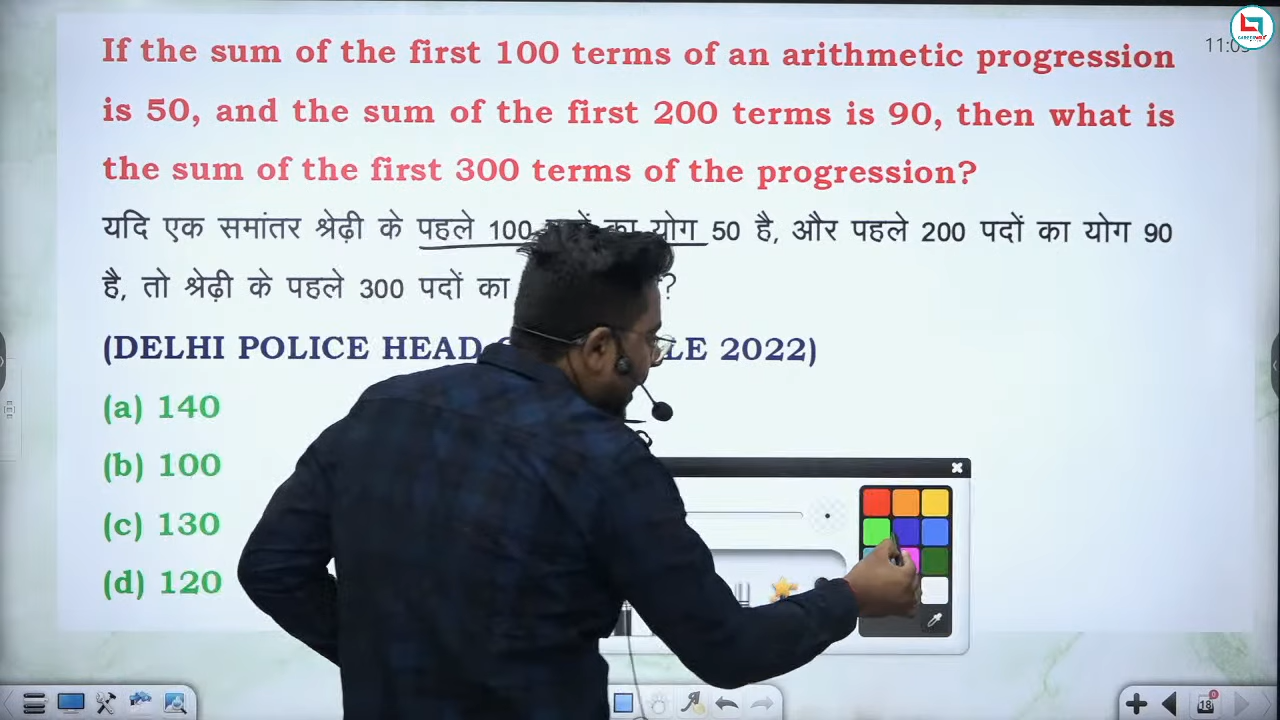 If the sum of the first 100 terms of an arithmetic progression
is 50, and the sum of the first 200 terms is 90, then what is
the sum of the first 300 terms of the progression?
यदि एक समांतर श्रेढ़ी के पहले 100 का योग 50 है, और पहले 200 पदों का योग 90
है, तो श्रेढ़ी के पहले 300 पदों का ?
(DELHI POLICE HEAD 2022)
(a) 140
(b) 100
(c) 130
(d) 120
18